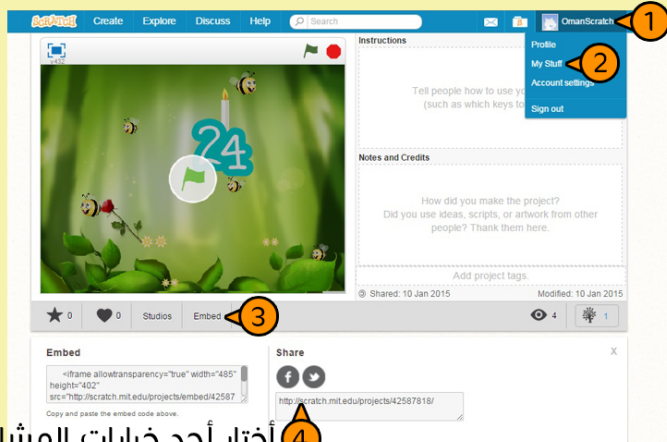 SCRATCH Create Explore Discuss Help Search OmanScratch 1
Profile
My Stuff 2
Account settings
Sign out
v432
Instructions
Tell people how to use
(such as which keys to
24
Notes and Credits
How did you make the project?
Did you use ideas, scripts, or artwork from other
people? Thank them here.
Add project tags.
Shared: 10 Jan 2015 Modified: 10 Jan 2015
0 0 Studios Embed 3 4 1
Embed
<iframe allowtransparency="true" width="485"
height="402"
src="http://scratch.mit.edu/projects/embed/42587
Copy and paste the embed code above.
Share X
http://scratch.mit.edu/projects/42587818/
4 أختار أحد خيارات